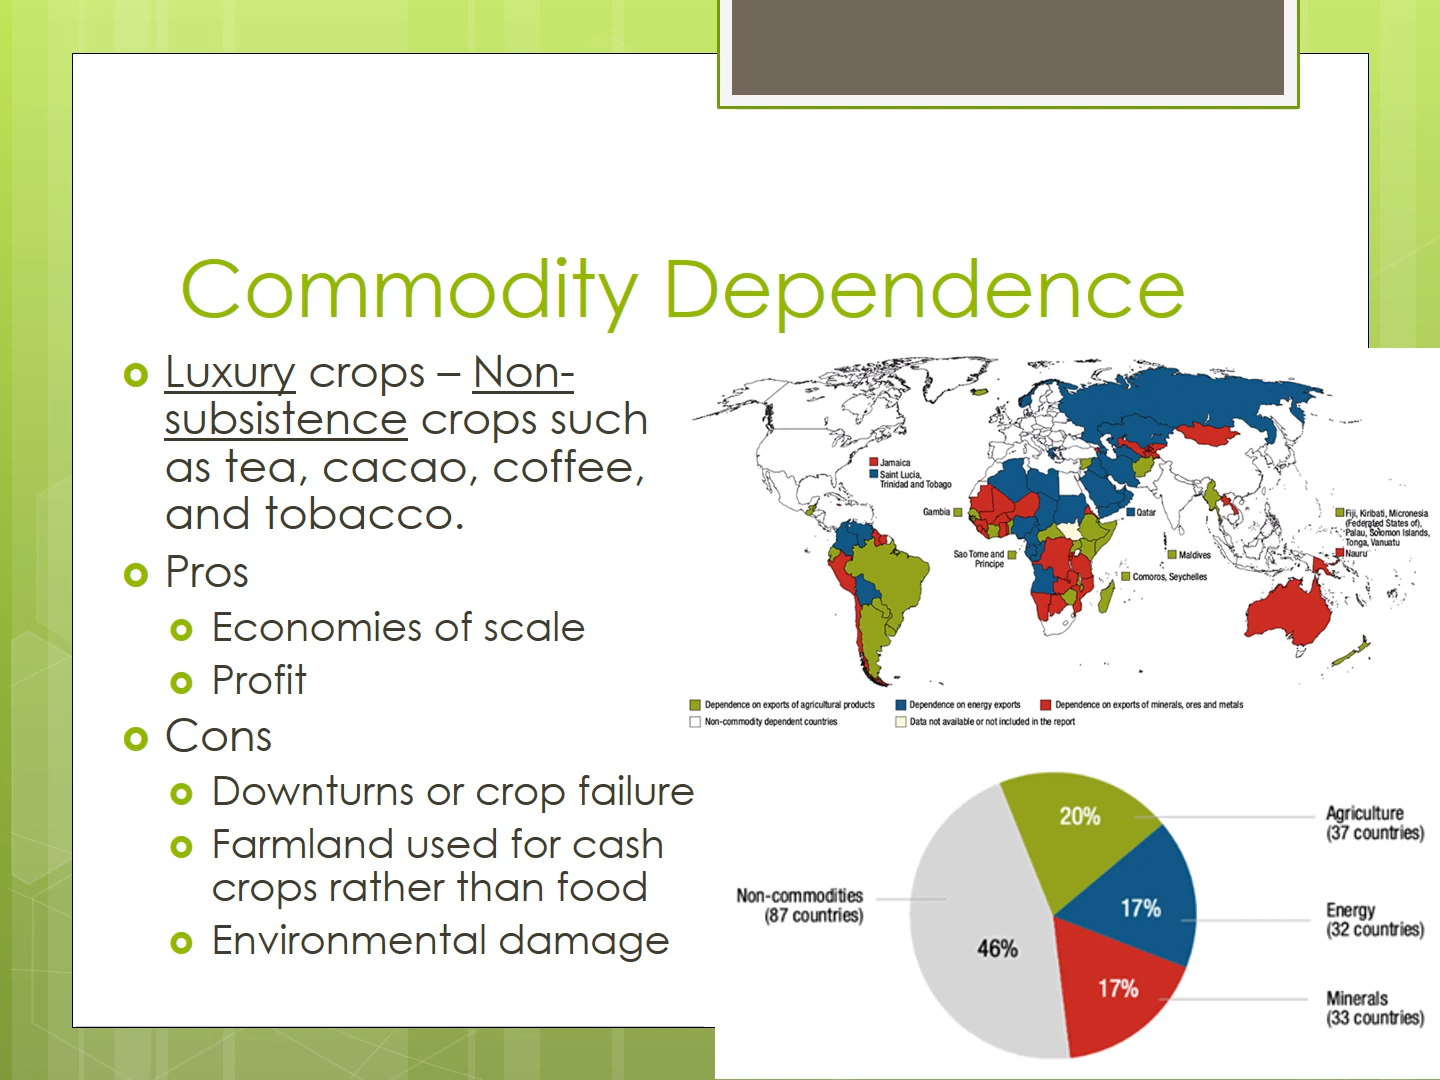 Commodity Dependence
Luxury crops – Non-
subsistence crops such
as tea, cacao, coffee,
and tobacco.
Pros
Economies of scale
Profit
Cons
Downturns or crop failure
Farmland used for cash
crops rather than food
Environmental damage
Jamaica
Saint Lucia,
Trinidad and Tobago
Gambia
Qatar
Sao Tome and
Principe
Maldives
Comoros, Seychelles
Fiji, Kiribati, Micronesia
(Federated States of),
Palau, Solomon Islands,
Tonga, Vanuatu
Nauru
Dependence on exports of agricultural products
Dependence on energy exports
Dependence on exports of minerals, ores and metals
Non-commodity dependent countries
Data not available or not included in the report
20%
Agriculture
(37 countries)
Non-commodities
(87 countries)
17%
Energy
(32 countries)
46%
17%
Minerals
(33 countries)